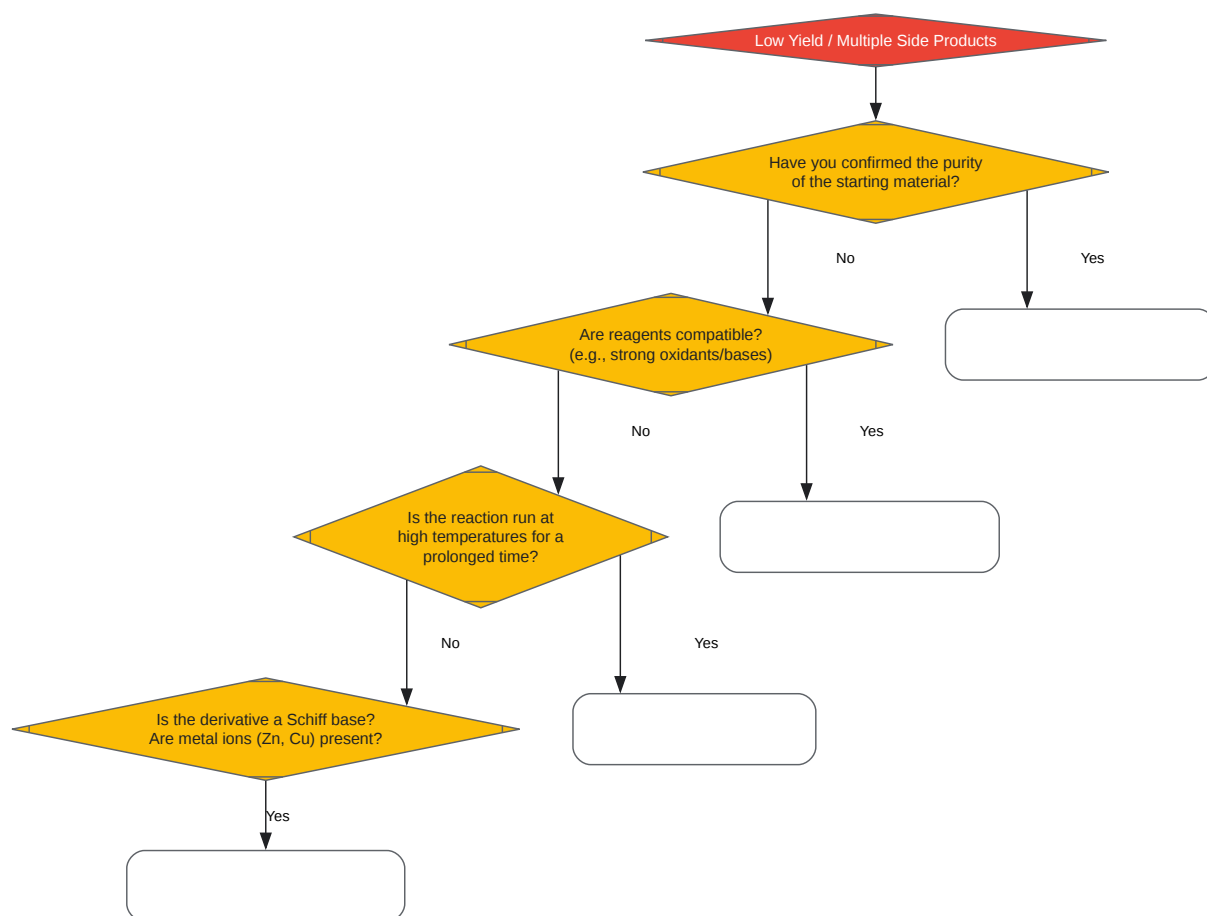 Low Yield / Multiple Side Products
Have you confirmed the purity
of the starting material?
No
Yes
Are reagents compatible?
(e.g., strong oxidants/bases)
No
Yes
Is the reaction run at
high temperatures for a
prolonged time?
No
Yes
Is the derivative a Schiff base?
Are metal ions (Zn, Cu) present?
Yes